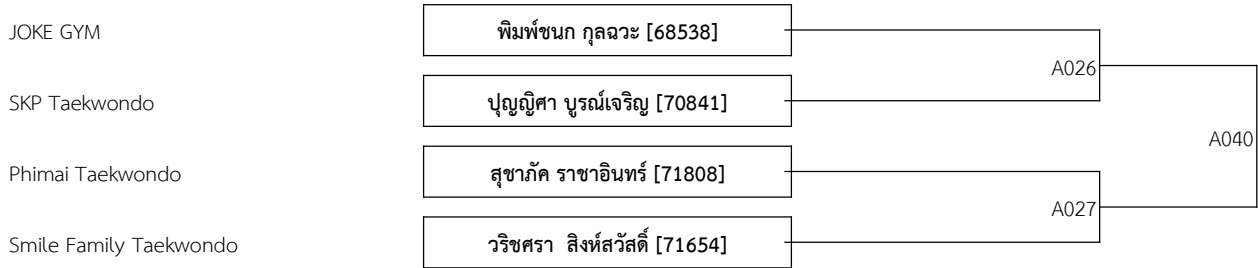 JOKE GYM พิมพ์ชนก กุลฉวะ [68538]
A026
SKP Taekwondo ปุญญิศา บูรณ์เจริญ [70841]
A040
Phimai Taekwondo สุชาภัค ราชาอินทร์ [71808]
A027
Smile Family Taekwondo วริชศรา สิงห์สวัสดิ์ [71654]